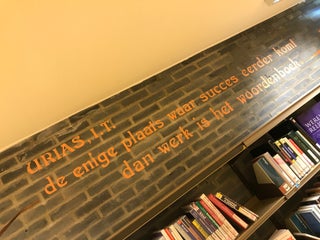 URIAS, I.T.
de enige plaats waar succes eerder komt
dan werk is het woordenboek